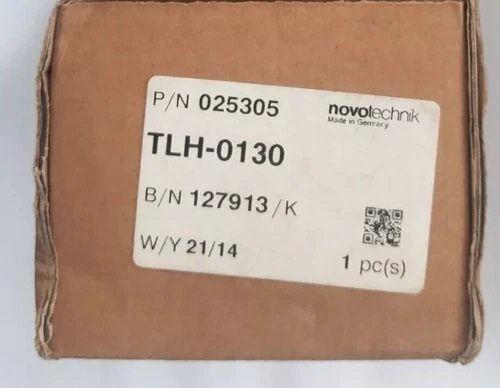 P/N 025305
novotechnik
Made in Germany
TLH-0130
B/N 127913/K
W/Y 21/14
1 pc(s)